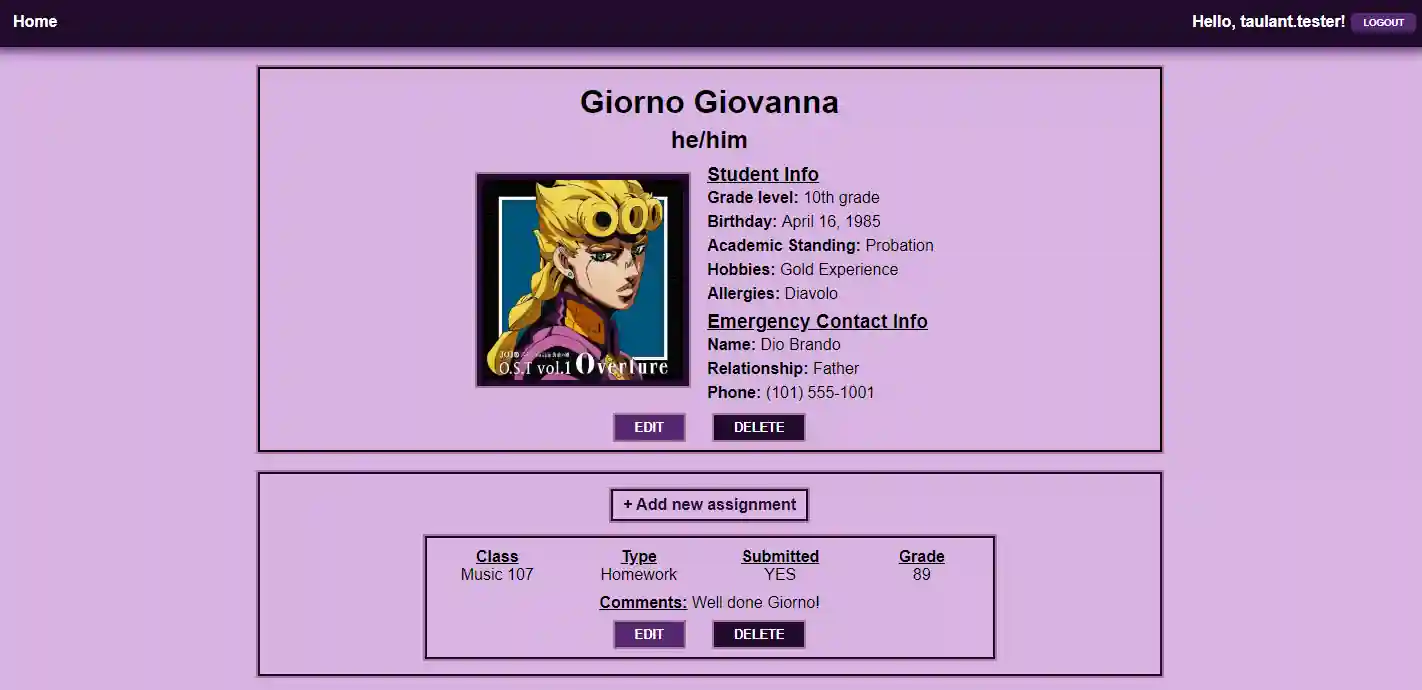 Home
Hello, taulant.tester! LOGOUT
Giorno Giovanna
he/him
Student Info
Grade level: 10th grade
Birthday: April 16, 1985
Academic Standing: Probation
Hobbies: Gold Experience
Allergies: Diavolo
Emergency Contact Info
Name: Dio Brando
Relationship: Father
Phone: (101) 555-1001
O.S.T vol.1 Overture
EDIT DELETE
+ Add new assignment
Class Type Submitted Grade
Music 107 Homework YES 89
Comments: Well done Giorno!
EDIT DELETE